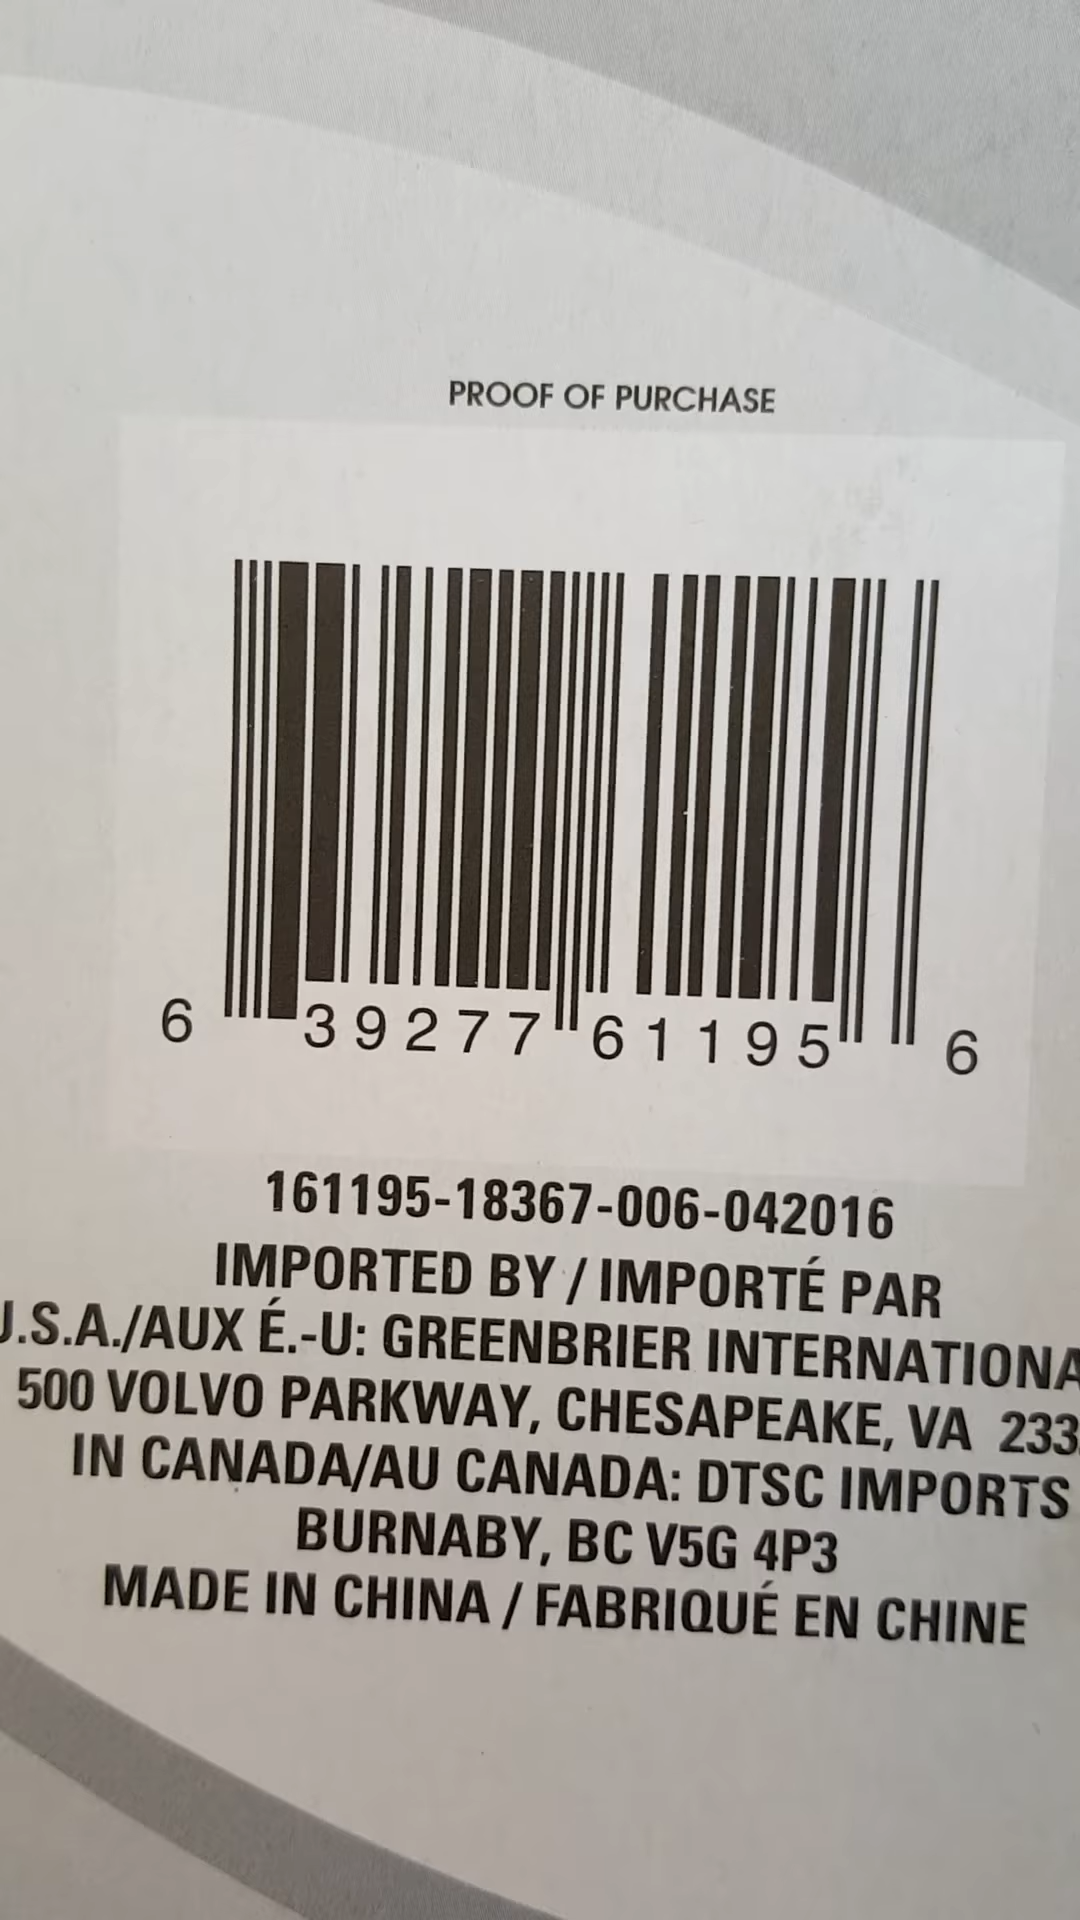 PROOF OF PURCHASE
6 39277 61195 6
161195-18367-006-042016
IMPORTED BY / IMPORTÉ PAR
U.S.A./AUX É.-U: GREENBRIER INTERNATIONA
500 VOLVO PARKWAY, CHESAPEAKE, VA 233
IN CANADA/AU CANADA: DTSC IMPORTS
BURNABY, BC V5G 4P3
MADE IN CHINA / FABRIQUÉ EN CHINE